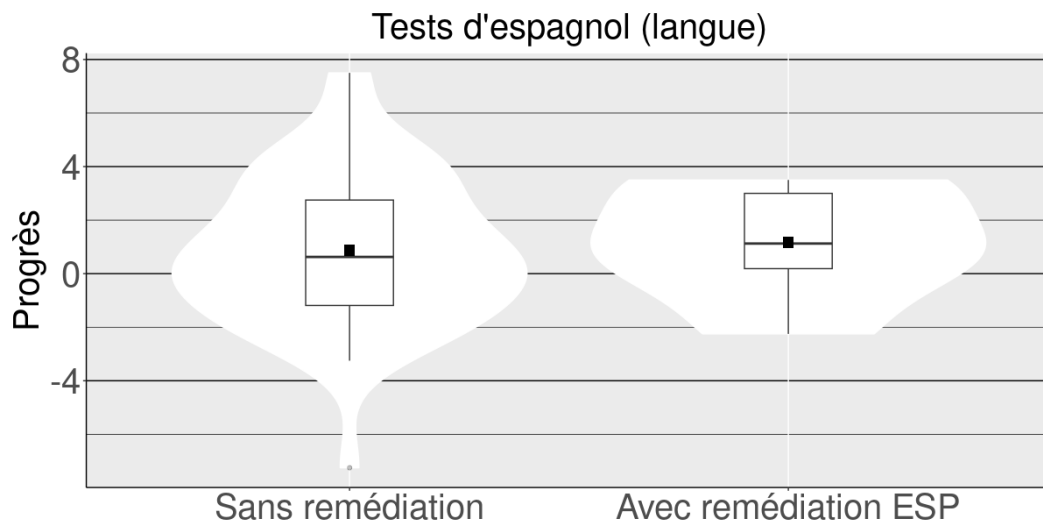 Tests d'espagnol (langue)
8
4
0
-4
Progrès
Sans remédiation
Avec remédiation ESP